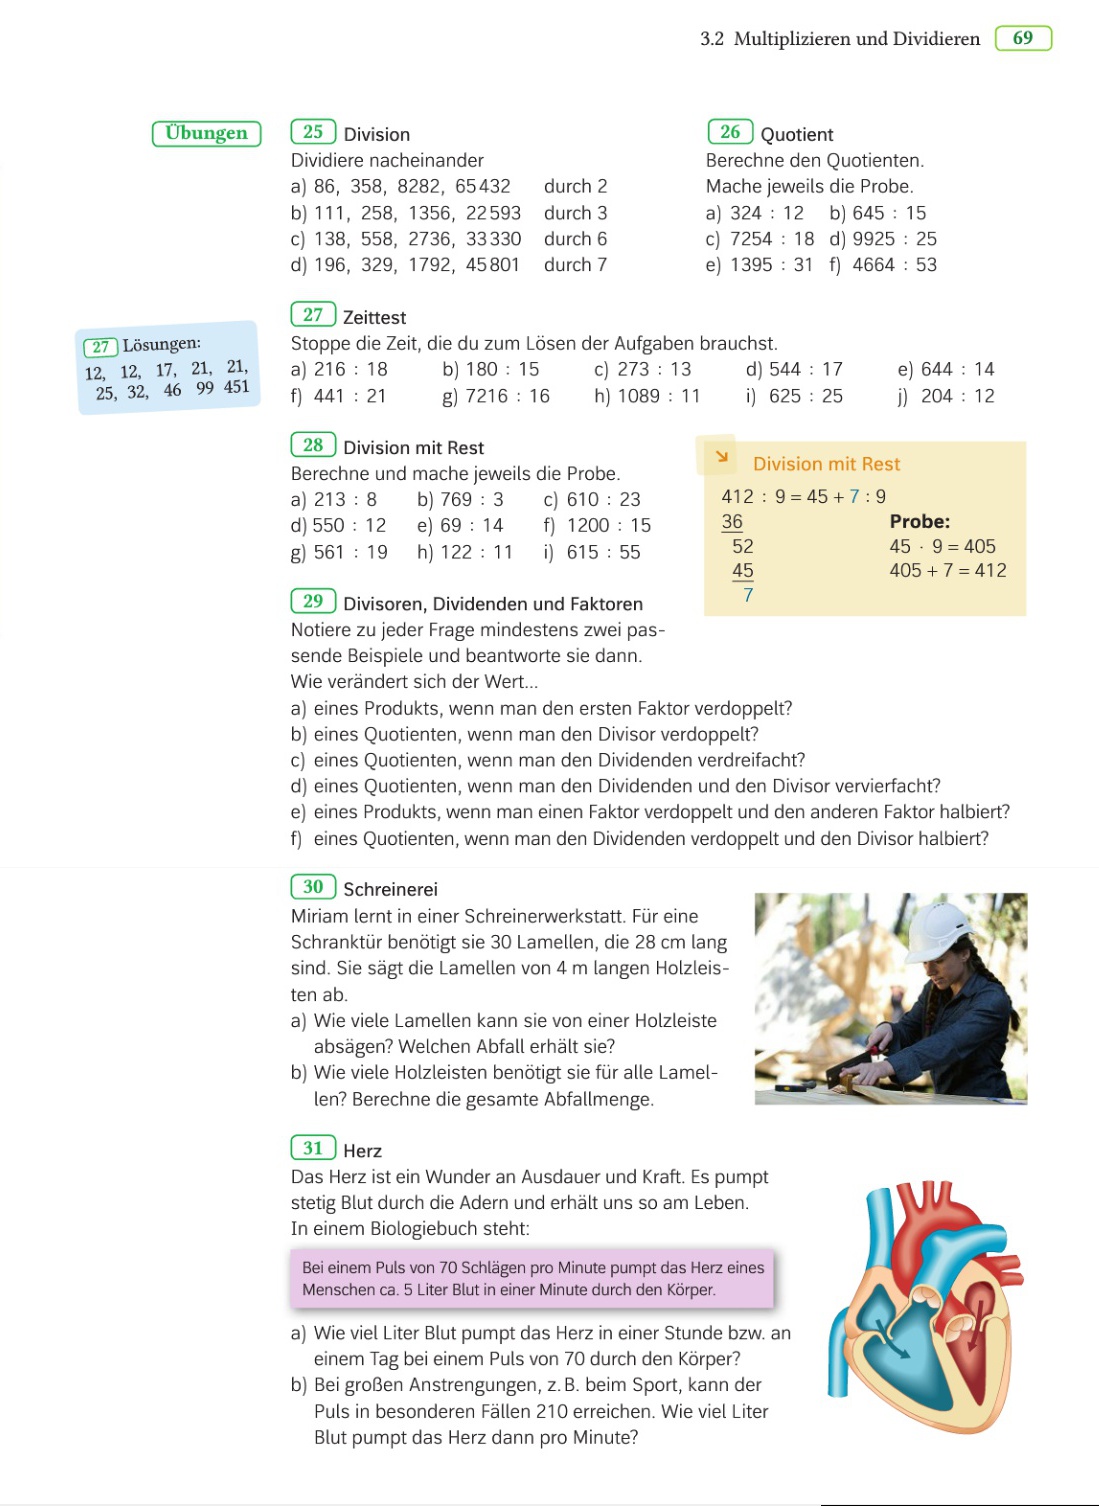 3.2 Multiplizieren und Dividieren 69
Übungen
25 Division
Dividiere nacheinander
a) 86, 358, 8282, 65432 durch 2
b) 111, 258, 1356, 22593 durch 3
c) 138, 558, 2736, 33330 durch 6
d) 196, 329, 1792, 45801 durch 7
26 Quotient
Berechne den Quotienten.
Mache jeweils die Probe.
a) 324 : 12 b) 645 : 15
c) 7254 : 18 d) 9925 : 25
e) 1395 : 31 f) 4664 : 53
27 Zeittest
Stoppe die Zeit, die du zum Lösen der Aufgaben brauchst.
a) 216 : 18 b) 180 : 15 c) 273 : 13 d) 544 : 17 e) 644 : 14
f) 441 : 21 g) 7216 : 16 h) 1089 : 11 i) 625 : 25 j) 204 : 12
27 Lösungen:
12, 12, 17, 21, 21,
25, 32, 46 99 451
28 Division mit Rest
Berechne und mache jeweils die Probe.
a) 213 : 8 b) 769 : 3 c) 610 : 23
d) 550 : 12 e) 69 : 14 f) 1200 : 15
g) 561 : 19 h) 122 : 11 i) 615 : 55
Division mit Rest
412 : 9 = 45 + 7 : 9
36
52
45
7
Probe:
45 · 9 = 405
405 + 7 = 412
29 Divisoren, Dividenden und Faktoren
Notiere zu jeder Frage mindestens zwei pas-
sende Beispiele und beantworte sie dann.
Wie verändert sich der Wert...
a) eines Produkts, wenn man den ersten Faktor verdoppelt?
b) eines Quotienten, wenn man den Divisor verdoppelt?
c) eines Quotienten, wenn man den Dividenden verdreifacht?
d) eines Quotienten, wenn man den Dividenden und den Divisor vervierfacht?
e) eines Produkts, wenn man einen Faktor verdoppelt und den anderen Faktor halbiert?
f) eines Quotienten, wenn man den Dividenden verdoppelt und den Divisor halbiert?
30 Schreinerei
Miriam lernt in einer Schreinerwerkstatt. Für eine
Schranktür benötigt sie 30 Lamellen, die 28 cm lang
sind. Sie sägt die Lamellen von 4 m langen Holzleis-
ten ab.
a) Wie viele Lamellen kann sie von einer Holzleiste
absägen? Welchen Abfall erhält sie?
b) Wie viele Holzleisten benötigt sie für alle Lamel-
len? Berechne die gesamte Abfallmenge.
31 Herz
Das Herz ist ein Wunder an Ausdauer und Kraft. Es pumpt
stetig Blut durch die Adern und erhält uns so am Leben.
In einem Biologiebuch steht:
Bei einem Puls von 70 Schlägen pro Minute pumpt das Herz eines
Menschen ca. 5 Liter Blut in einer Minute durch den Körper.
a) Wie viel Liter Blut pumpt das Herz in einer Stunde bzw. an
einem Tag bei einem Puls von 70 durch den Körper?
b) Bei großen Anstrengungen, z. B. beim Sport, kann der
Puls in besonderen Fällen 210 erreichen. Wie viel Liter
Blut pumpt das Herz dann pro Minute?